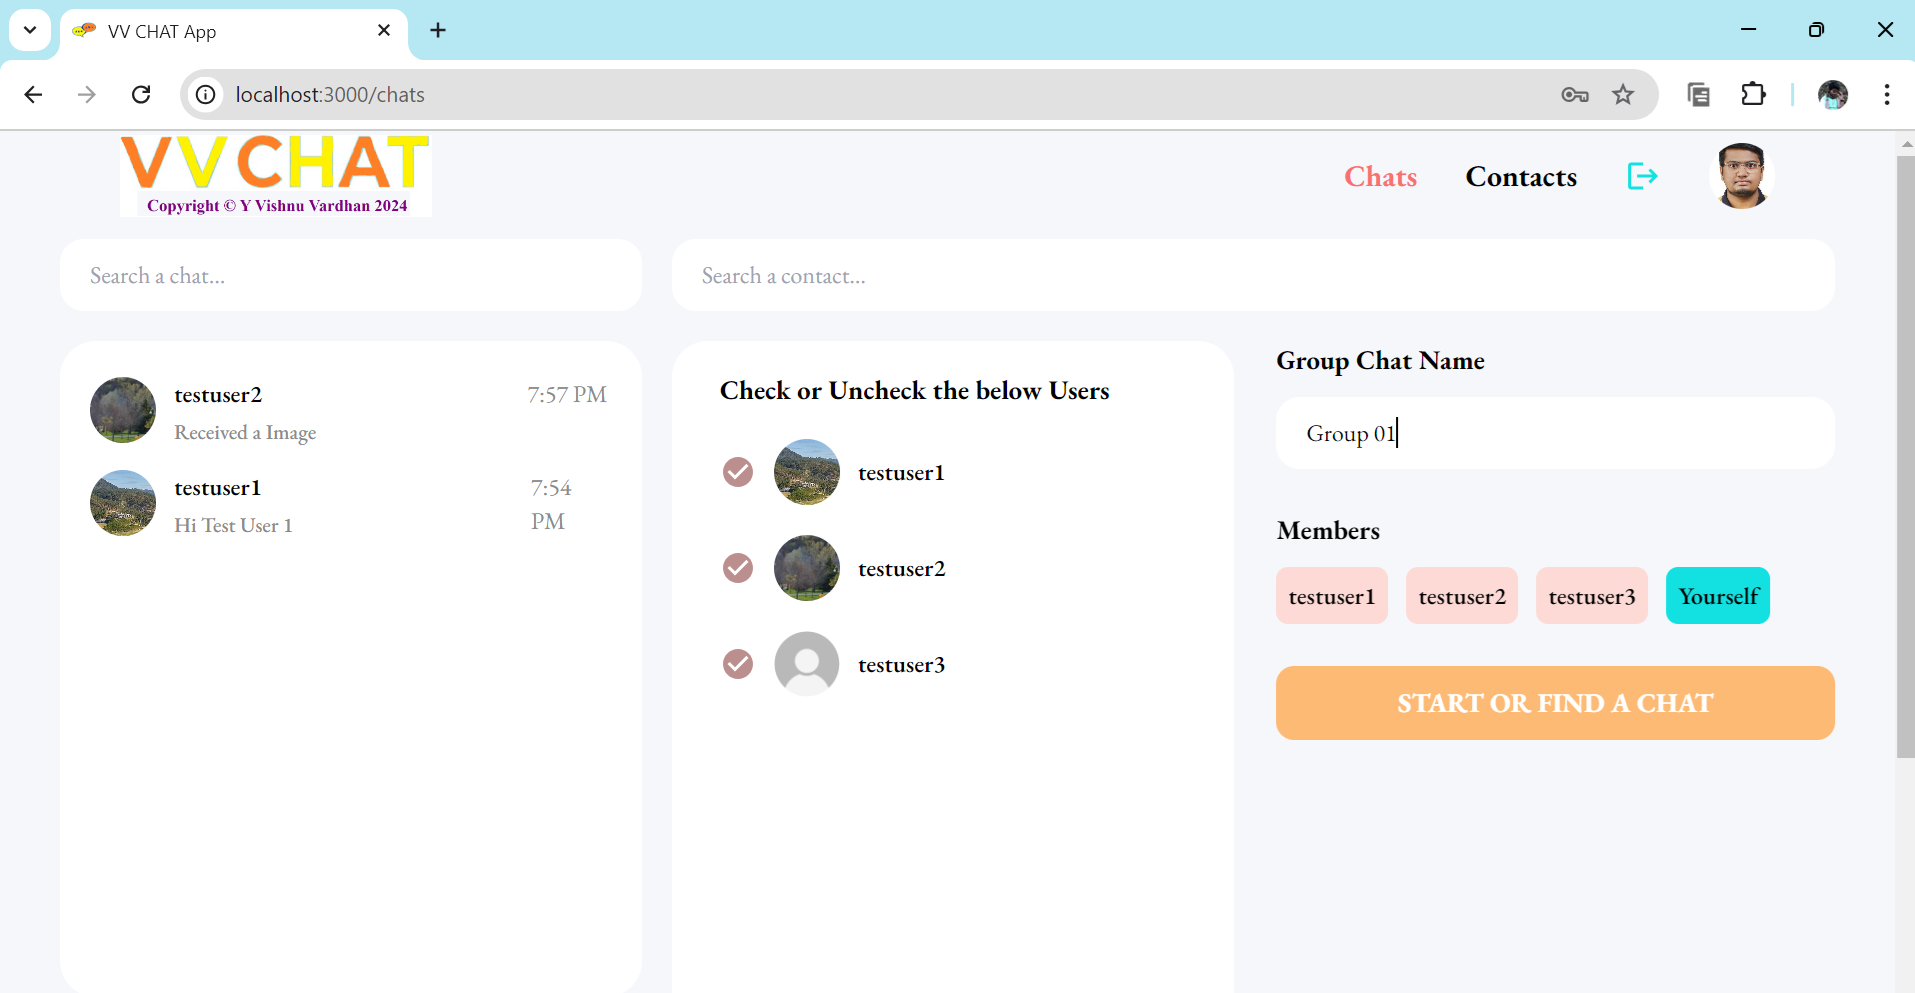 VV CHAT App
localhost:3000/chats
VVCHAT
Copyright © Y Vishnu Vardhan 2024
Chats
Contacts
Search a chat...
Search a contact...
testuser2
7:57 PM
Received a Image
testuser1
7:54
PM
Hi Test User 1
Check or Uncheck the below Users
testuser1
testuser2
testuser3
Group Chat Name
Group 01
Members
testuser1 testuser2 testuser3 Yourself
START OR FIND A CHAT